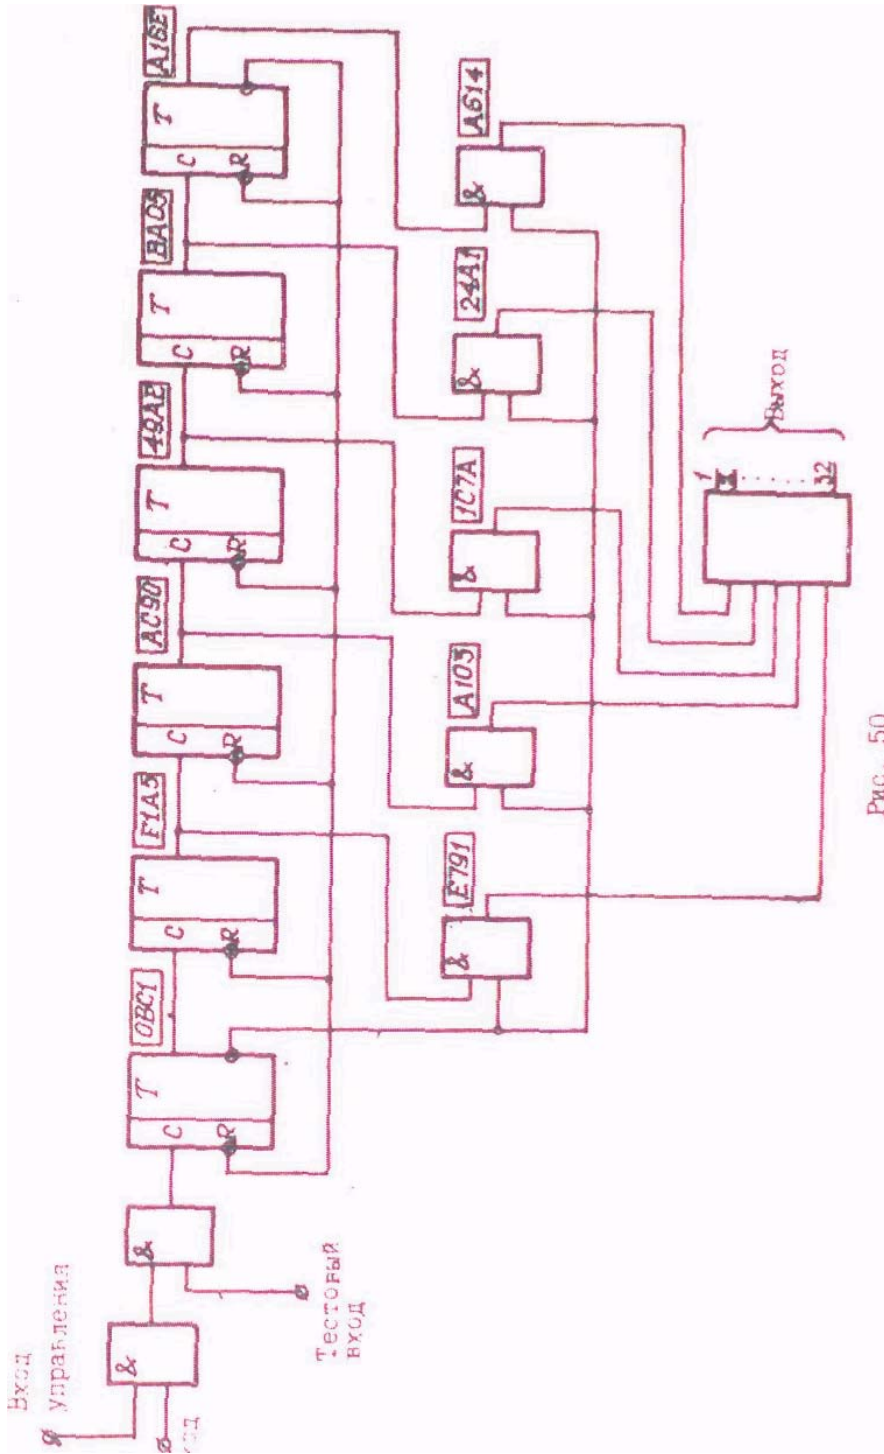 Вход
Управления
& & С Т R С Т R С Т R С Т R С Т R С Т R
0BC1 F1A5 AC90 49AE BA05 A16E
Тестовый
вход
E791 A103 1C7A 24A1 A614
& & & & &
1
32
Выход
Рис. 50